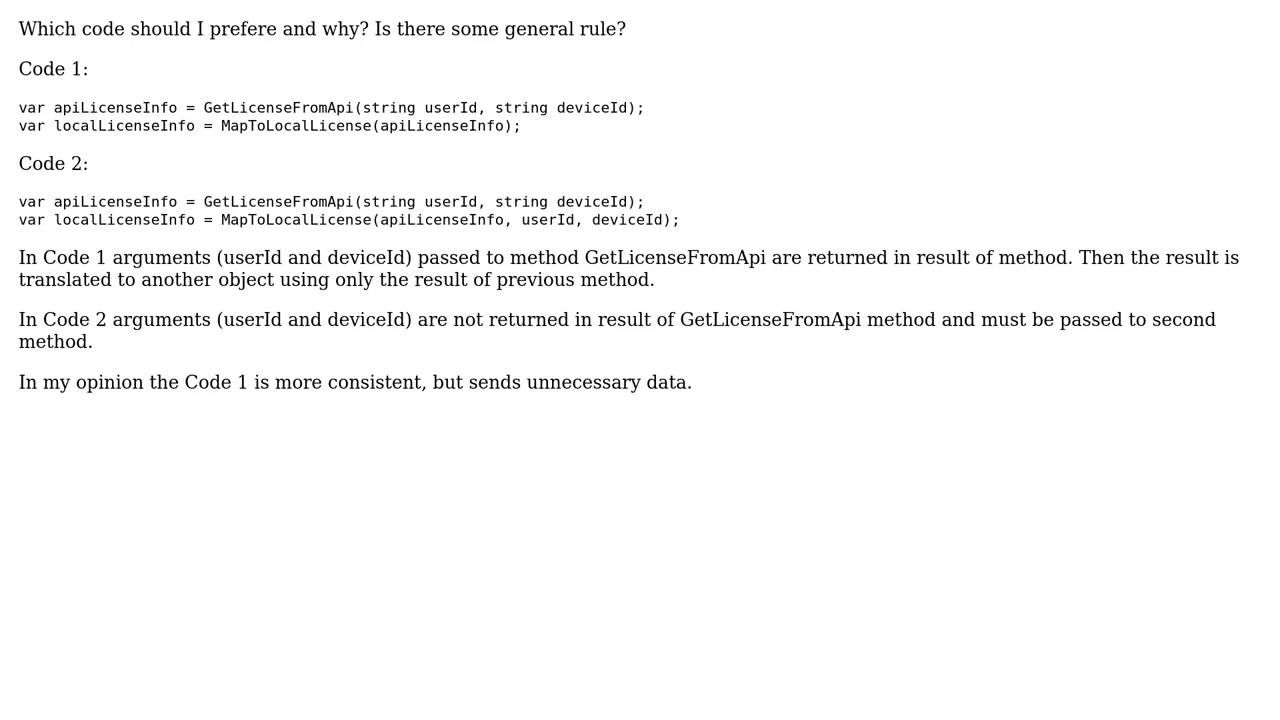 Which code should I prefere and why? Is there some general rule?
Code 1:
var apiLicenseInfo = GetLicenseFromApi(string userId, string deviceId);
var localLicenseInfo = MapToLocalLicense(apiLicenseInfo);
Code 2:
var apiLicenseInfo = GetLicenseFromApi(string userId, string deviceId);
var localLicenseInfo = MapToLocalLicense(apiLicenseInfo, userId, deviceId);
In Code 1 arguments (userId and deviceId) passed to method GetLicenseFromApi are returned in result of method. Then the result is
translated to another object using only the result of previous method.
In Code 2 arguments (userId and deviceId) are not returned in result of GetLicenseFromApi method and must be passed to second
method.
In my opinion the Code 1 is more consistent, but sends unnecessary data.